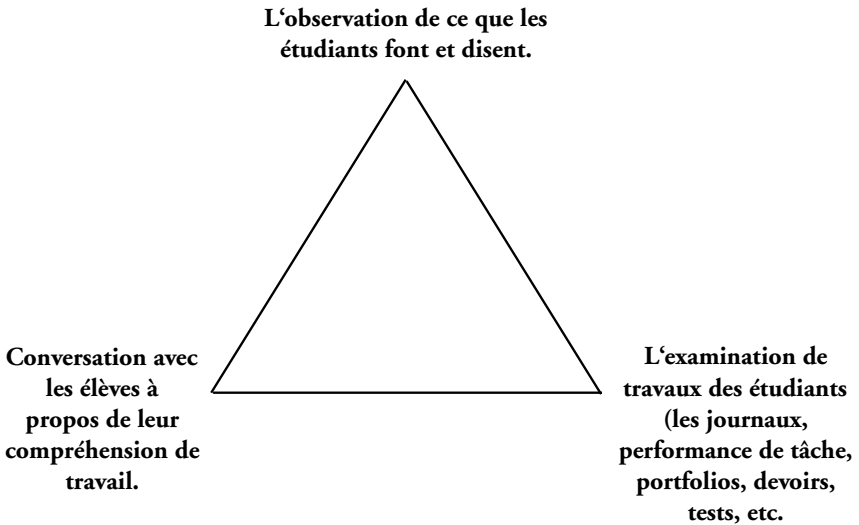 L‘observation de ce que les
étudiants font et disent.
Conversation avec
les élèves à
propos de leur
compréhension de
travail.
L‘examination de
travaux des étudiants
(les journaux,
performance de tâche,
portfolios, devoirs,
tests, etc.